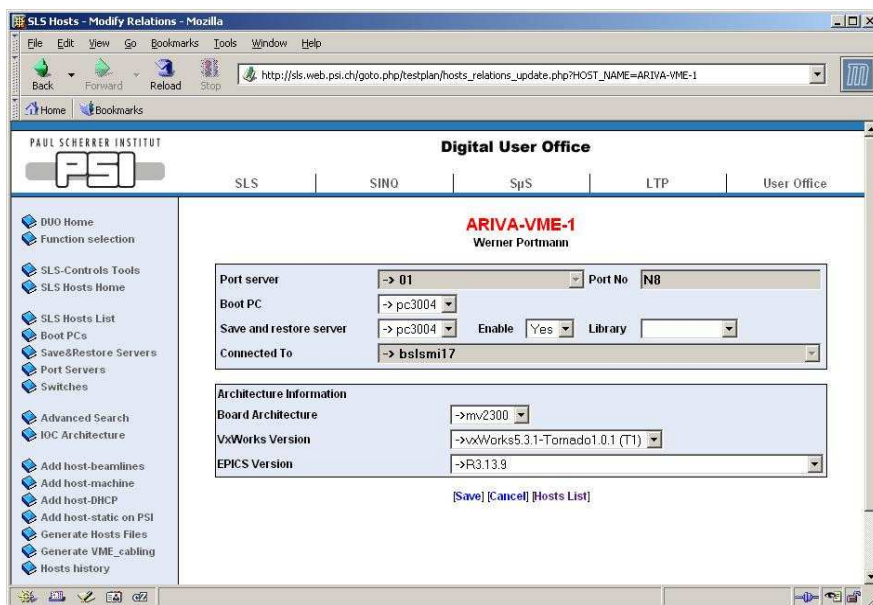 SLS Hosts - Modify Relations - Mozilla
File Edit View Go Bookmarks Tools Window Help
Back Forward Reload Stop http://sls.web.psi.ch/goto.php/testplan/hosts_relations_update.php?HOST_NAME=ARIVA-VME-1
Home Bookmarks
PAUL SCHERRER INSTITUT
PSI
Digital User Office
SLS SINQ SµS LTP User Office
DUO Home
Function selection
SLS-Controls Tools
SLS Hosts Home
SLS Hosts List
Boot PCs
Save&Restore Servers
Port Servers
Switches
Advanced Search
IOC Architecture
Add host-beamlines
Add host-machine
Add host-DHCP
Add host-static on PSI
Generate Hosts Files
Generate VME_cabling
Hosts history
ARIVA-VME-1
Werner Portmann
Port server -> 01 Port No N8
Boot PC -> pc3004
Save and restore server -> pc3004 Enable Yes Library
Connected To -> bslsmi17
Architecture Information
Board Architecture ->mv2300
VxWorks Version ->vxWorks5.3.1-Tornado1.0.1 (T1)
EPICS Version ->R3.13.9
[Save] [Cancel] [Hosts List]